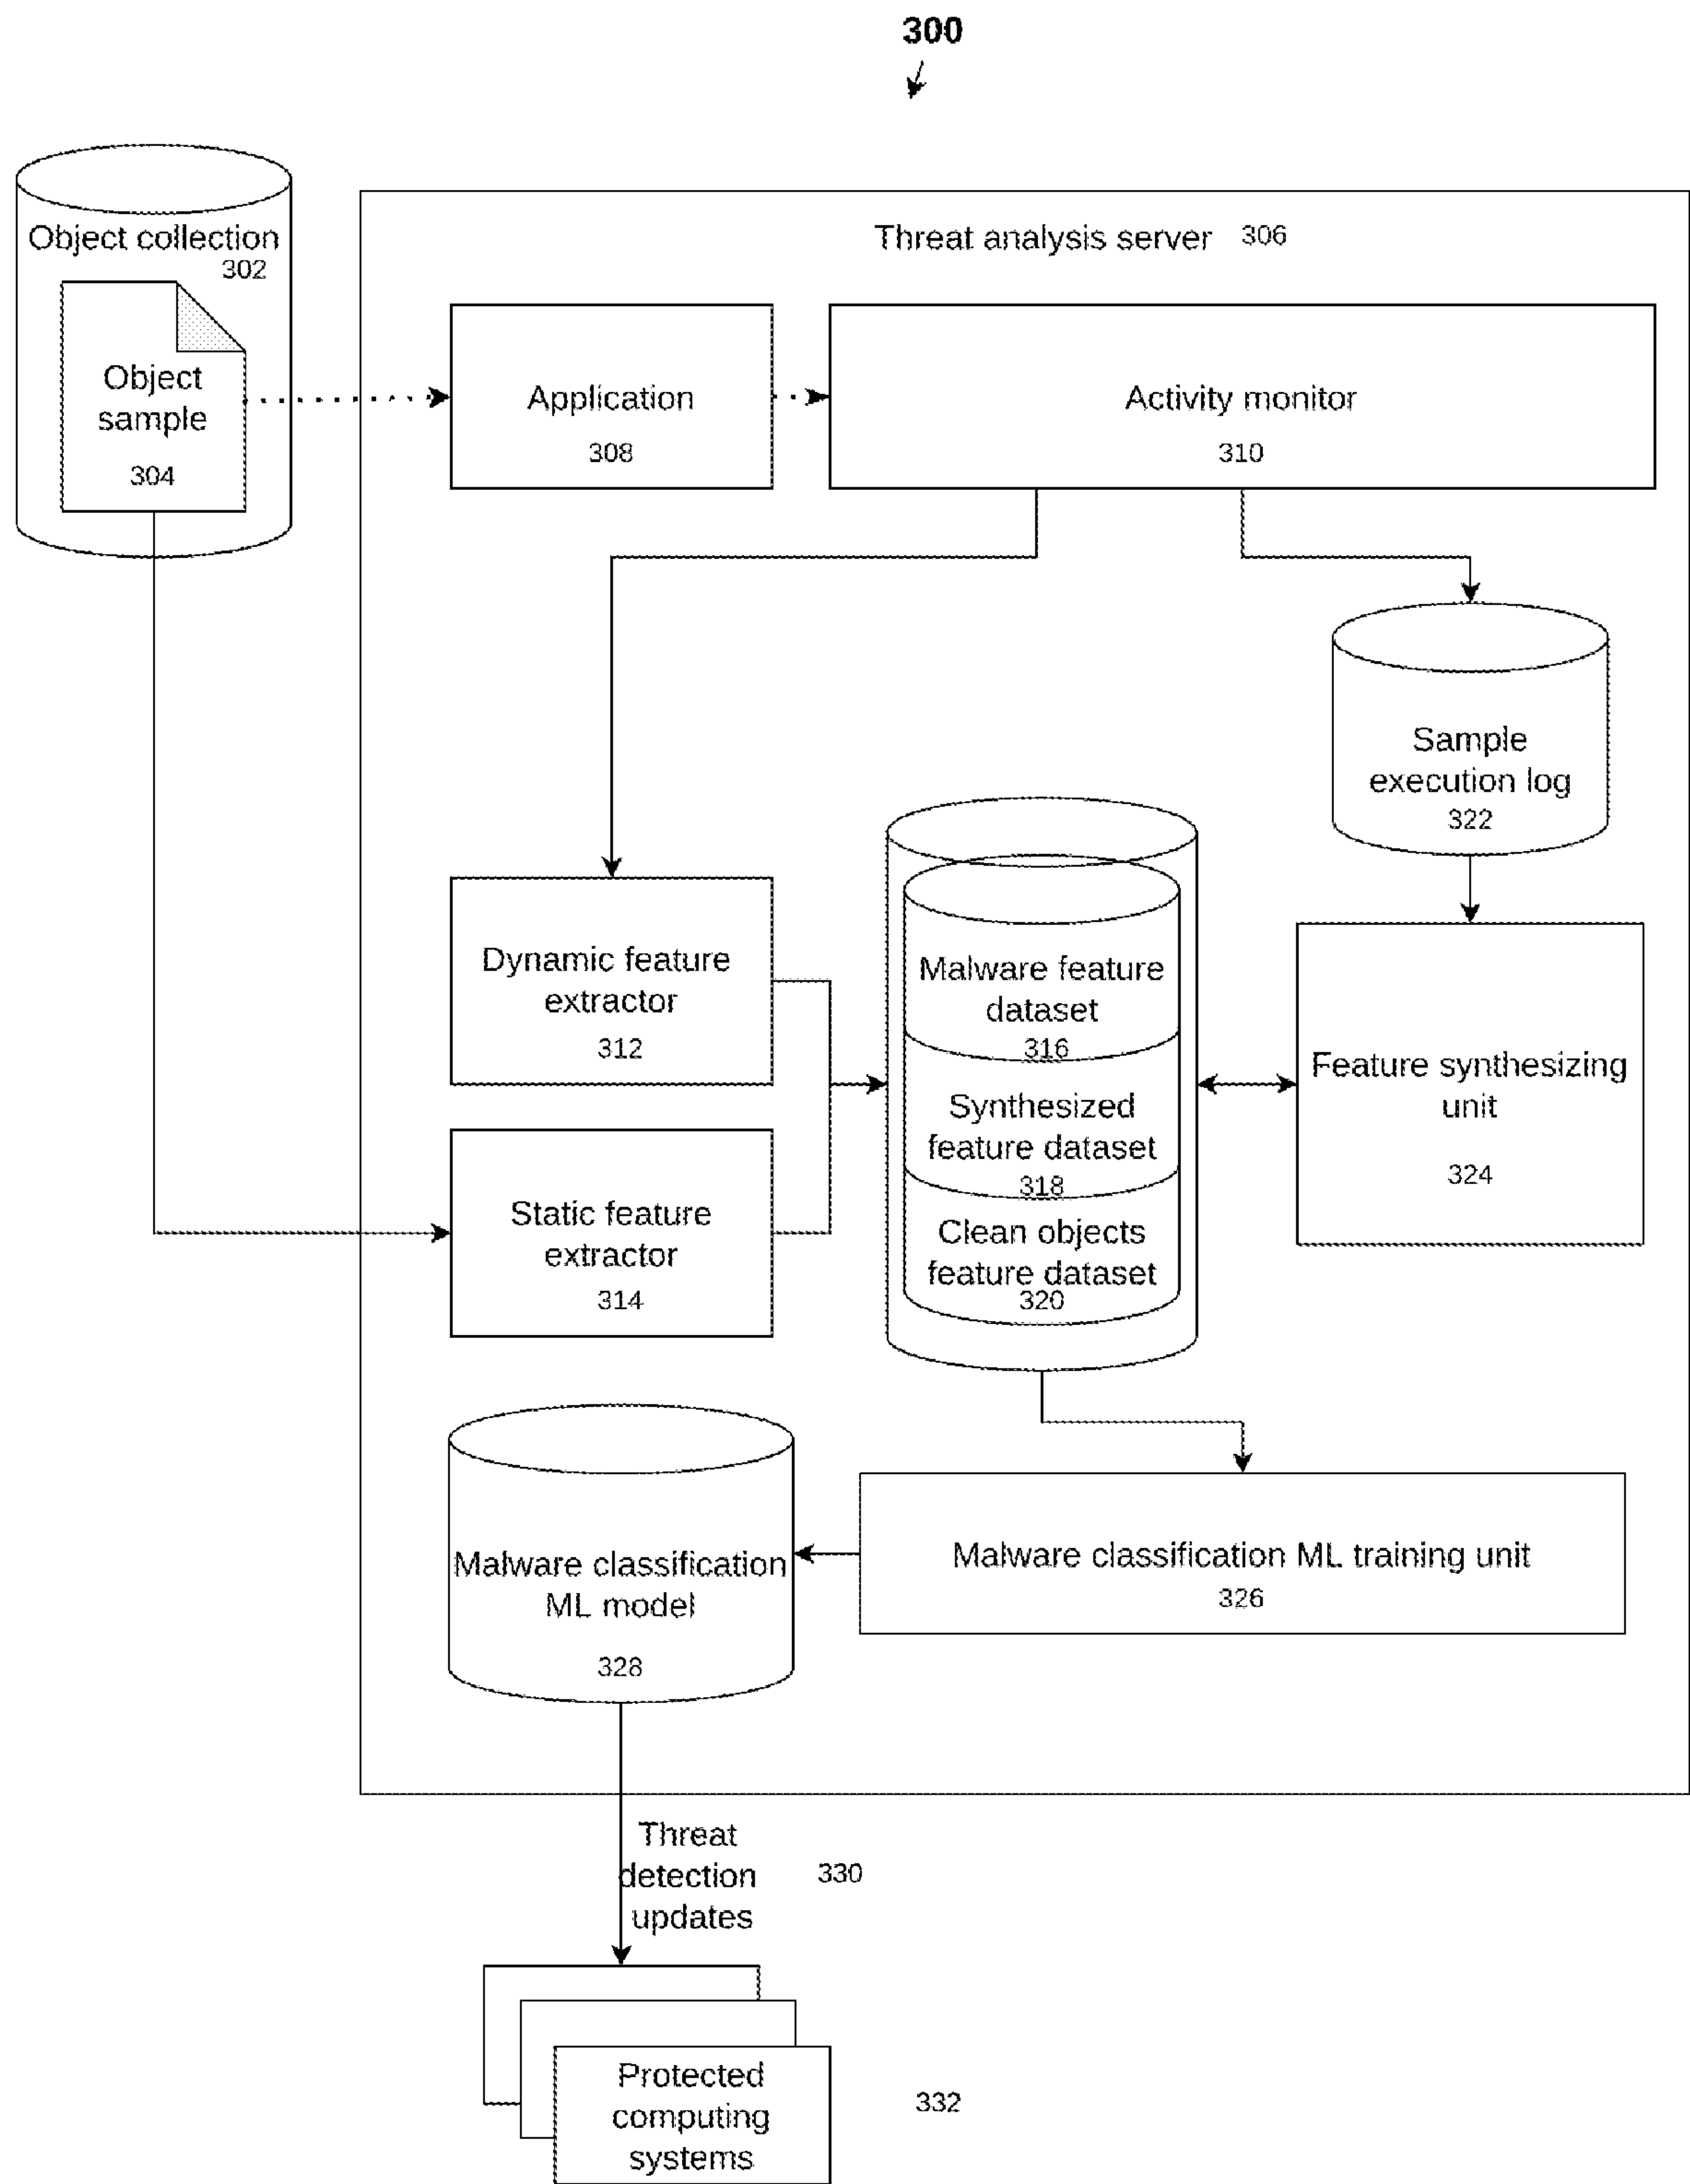 300
Object collection
302
Object
sample
304
Threat analysis server 306
Application
308
Activity monitor
310
Sample
execution log
322
Dynamic feature
extractor
312
Malware feature
dataset
316
Synthesized
feature dataset
318
Clean objects
feature dataset
320
Feature synthesizing
unit
324
Static feature
extractor
314
Malware classification
ML model
328
Malware classification ML training unit
326
Threat
detection
updates
330
Protected
computing
systems
332